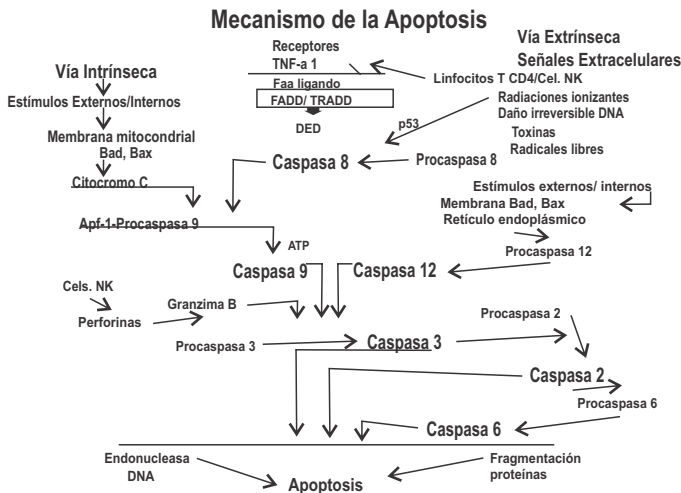 Mecanismo de la Apoptosis
Receptores
TNF-a 1
Vía Extrínseca
Señales Extracelulares
Vía Intrínseca
Linfocitos T CD4/Cel. NK
Faa ligando
Estímulos Externos/Internos
FADD/ TRADD
Radiaciones ionizantes
Daño irreversible DNA
DED
p53
Toxinas
Radicales libres
Membrana mitocondrial
Bad, Bax
Caspasa 8
Procaspasa 8
Citocromo C
Estímulos externos/ internos
Membrana Bad, Bax
Retículo endoplásmico
Apf-1-Procaspasa 9
ATP
Procaspasa 12
Caspasa 9
Caspasa 12
Cels. NK
Granzima B
Perforinas
Procaspasa 2
Procaspasa 3
Caspasa 3
Caspasa 2
Procaspasa 6
Caspasa 6
Endonucleasa
DNA
Fragmentación
proteínas
Apoptosis